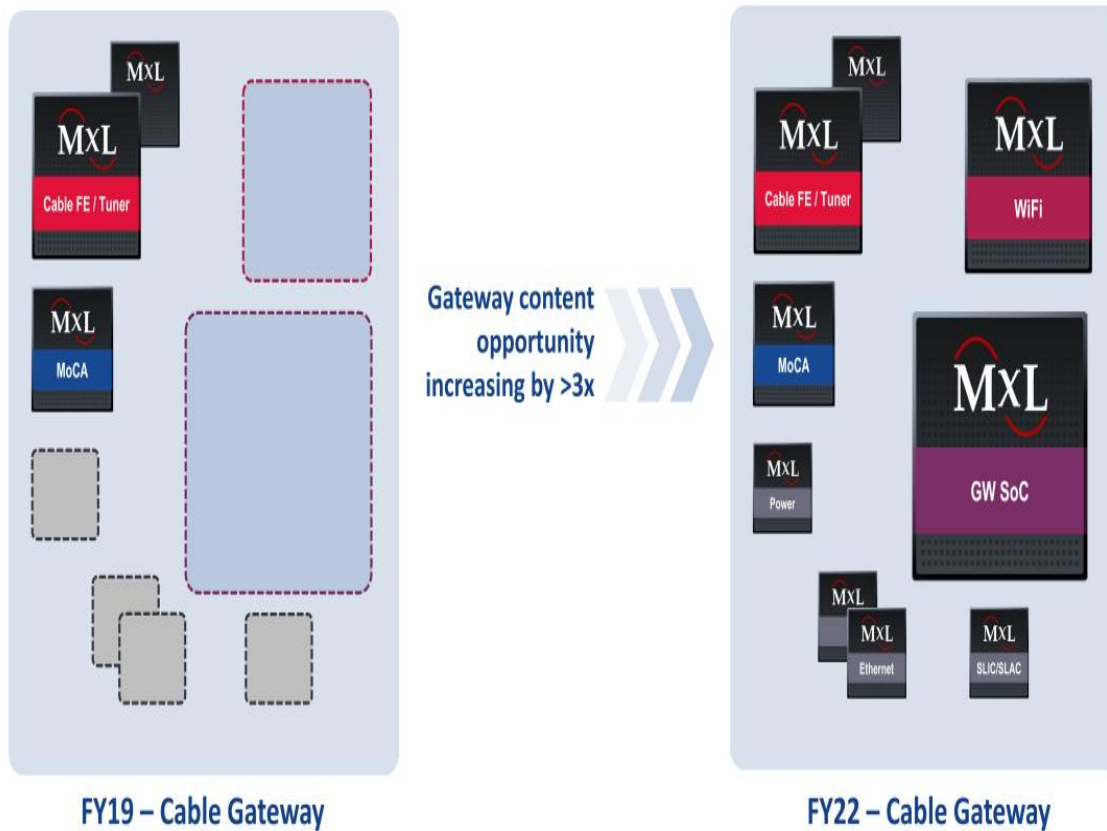 MXL
MXL
Cable FE / Tuner
MXL
MoCA
FY19 – Cable Gateway
Gateway content
opportunity
increasing by >3x
MXL
MXL
Cable FE / Tuner
MXL
WiFi
MXL
MoCA
MXL
GW SoC
MXL
Power
MXL
MXL
Ethernet
MXL
SLIC/SLAC
FY22 – Cable Gateway